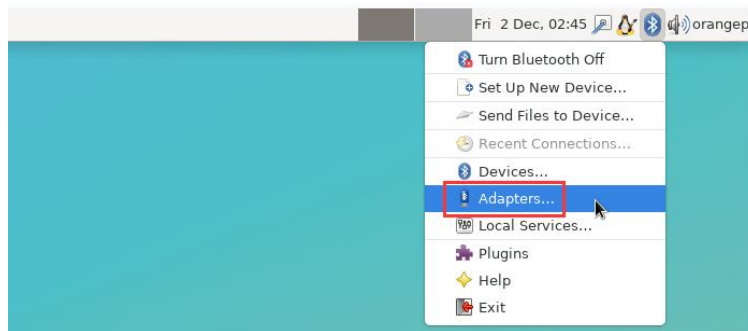 Fri 2 Dec, 02:45 orangep
Turn Bluetooth Off
Set Up New Device...
Send Files to Device...
Recent Connections...
Devices...
Adapters...
Local Services...
Plugins
Help
Exit